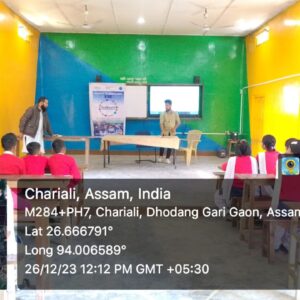 Chariali, Assam, India
M284+PH7, Chariali, Dhodang Gari Gaon, Assam
Lat 26.666791°
Long 94.006589°
26/12/23 12:12 PM GMT +05:30